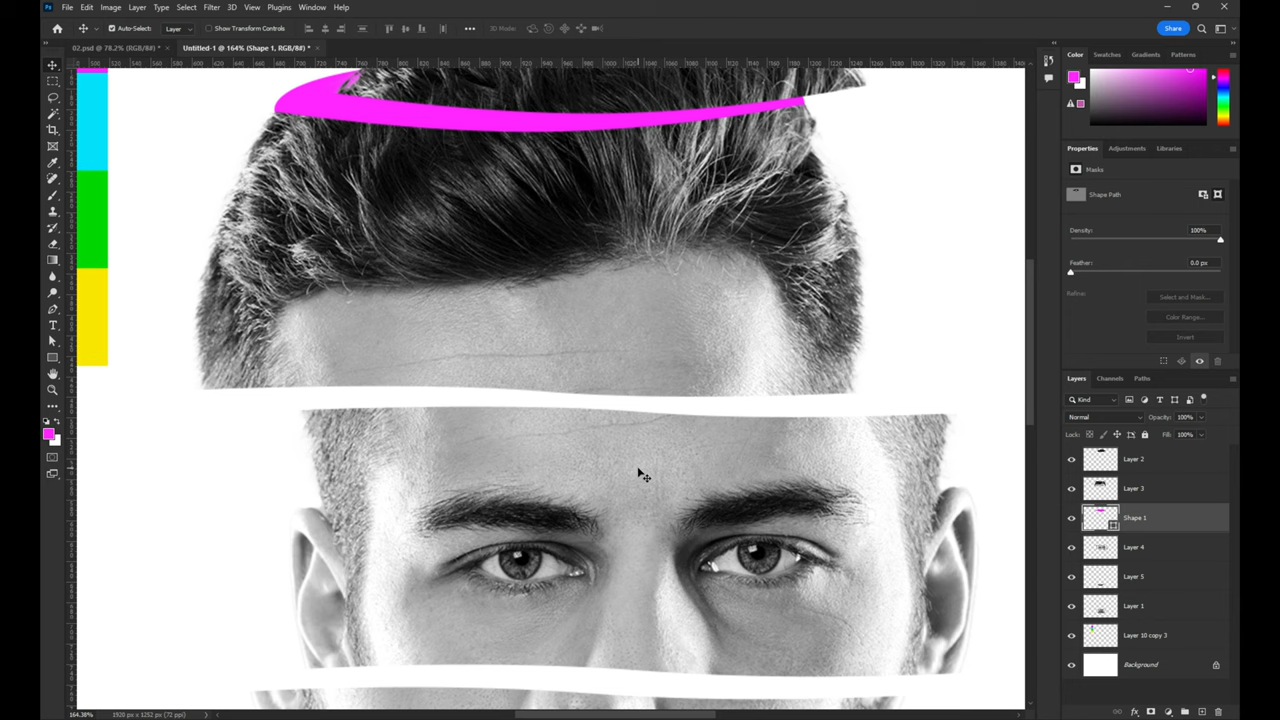 Ps File Edit Image Layer Type Select Filter 3D View Plugins Window Help
Auto-Select: Layer Show Transform Controls 3D Mode: Share
02.psd @ 78.2% (RGB/8#) * × Untitled-1 @ 164% (Shape 1, RGB/8#) * ×
Color Swatches Gradients Patterns
Properties Adjustments Libraries
Masks
Shape Path
Density: 100%
Feather: 0.0 px
Refine: Select and Mask...
Color Range...
Invert
Layers Channels Paths
Kind
Normal Opacity: 100%
Lock: Fill: 100%
Layer 2
Layer 3
Shape 1
Layer 4
Layer 5
Layer 1
Layer 10 copy 3
Background
164.38% 1920 px x 1252 px (72 ppi)